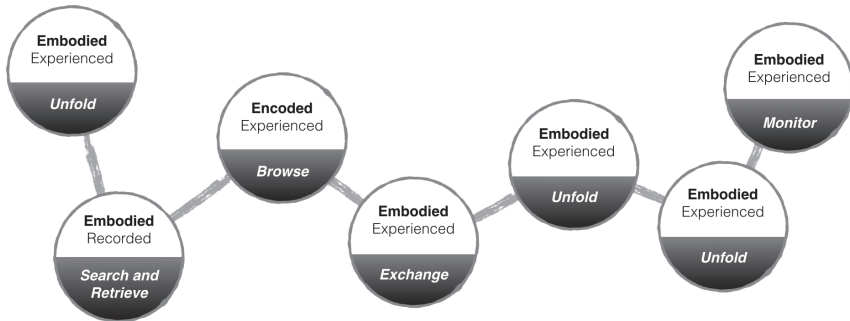 Embodied
Experienced
Unfold
Embodied
Recorded
Search and
Retrieve
Encoded
Experienced
Browse
Embodied
Experienced
Exchange
Embodied
Experienced
Unfold
Embodied
Experienced
Unfold
Embodied
Experienced
Monitor